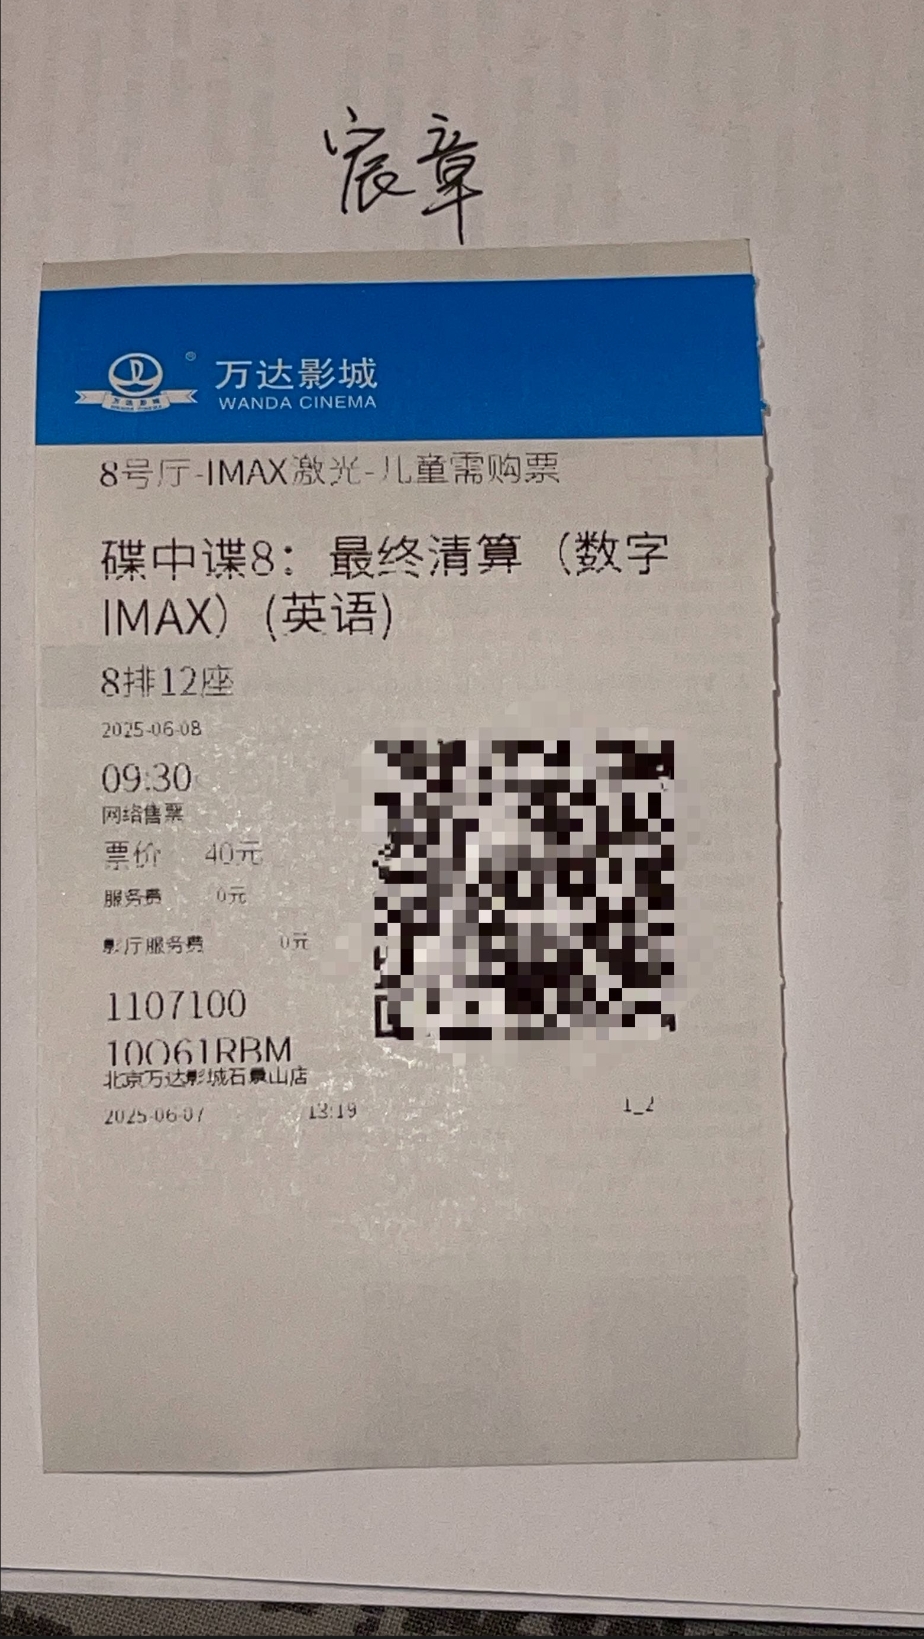 宸章
万达影城
WANDA CINEMA
8号厅-IMAX激光-儿童需购票
碟中谍8：最终清算（数字
IMAX）(英语)
8排12座
2025-06-08
09:30
网络售票
票价 40元
服务费 0元
影厅服务费 0元
1107100
10Q61RBM
北京万达影城石景山店
2025-06-07 13:19 1_2